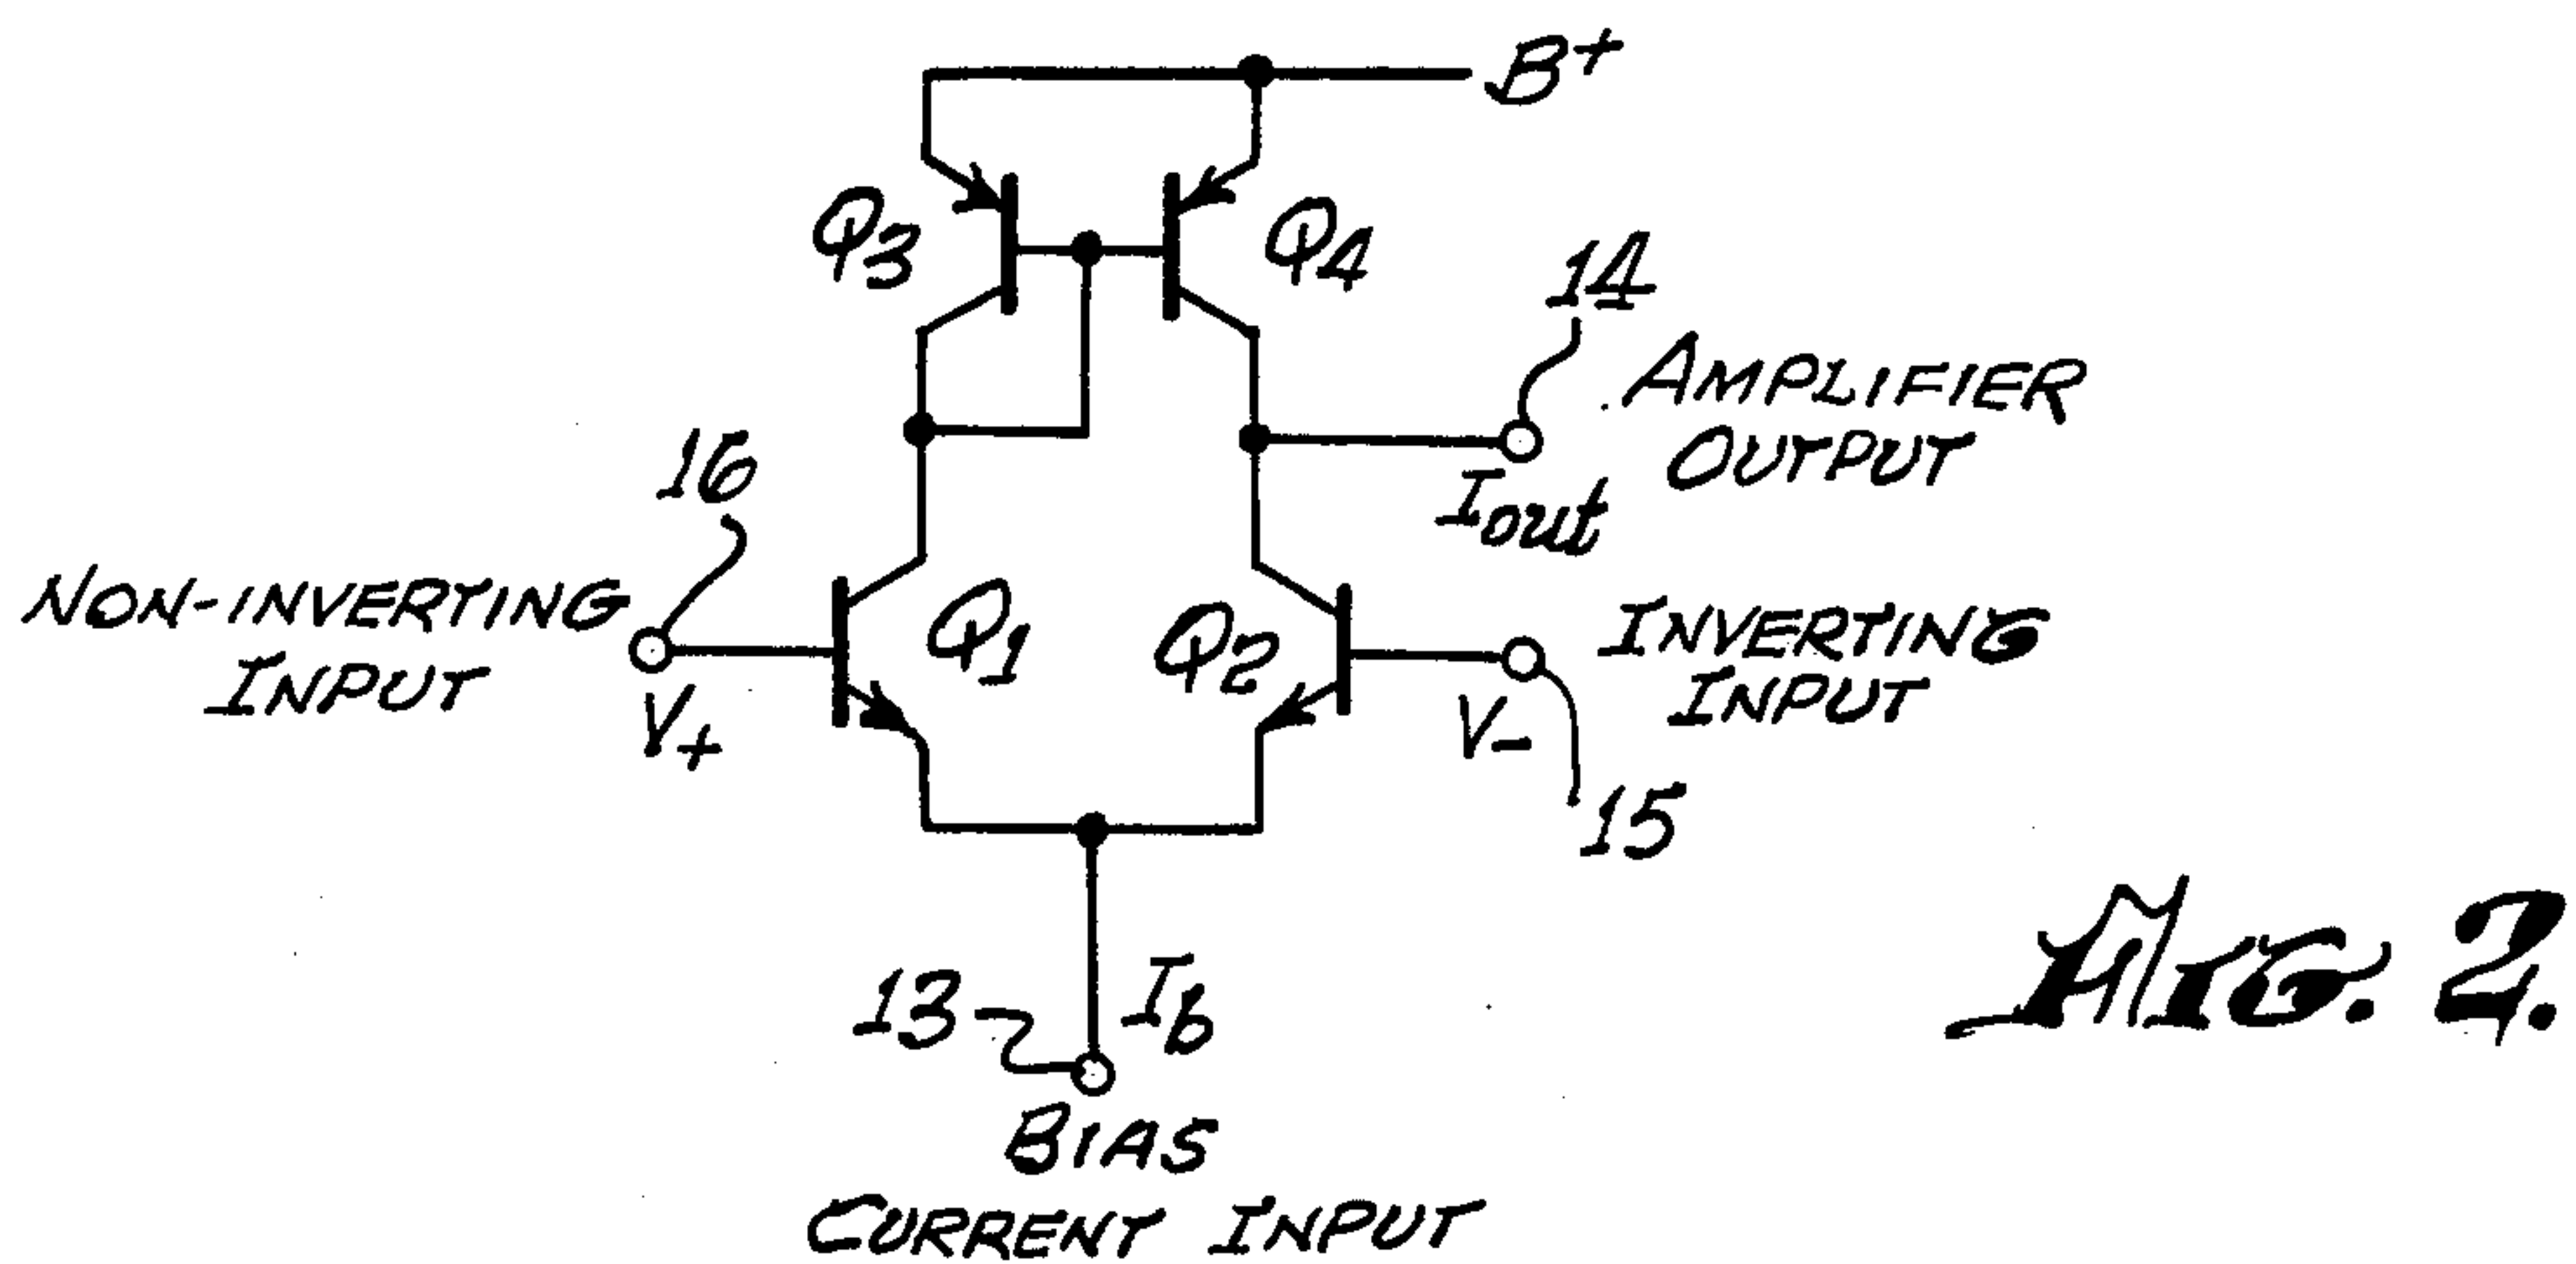 B+
Q3
Q4
14
AMPLIFIER
OUTPUT
Iout
16
NON-INVERTING
INPUT
V+
Q1
Q2
INVERTING
INPUT
V-
15
13
Ib
BIAS
CURRENT INPUT
FIG. 2.